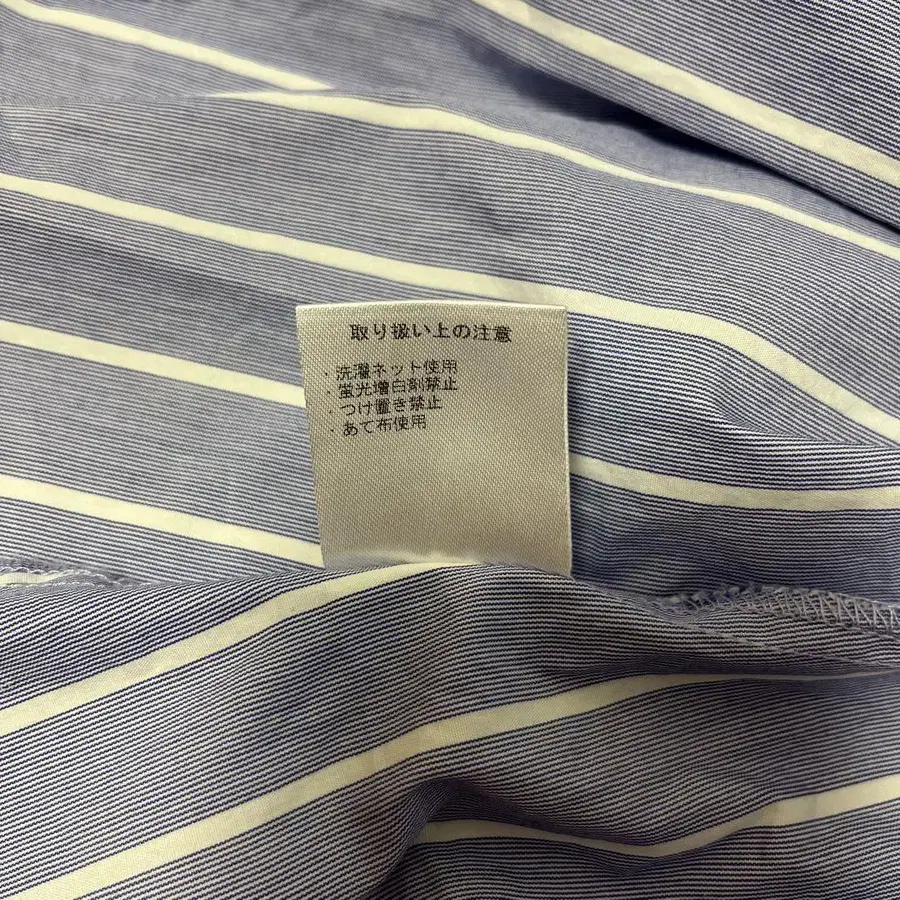 取り扱い上の注意
・洗濯ネット使用
・蛍光増白剤禁止
・つけ置き禁止
・あて布使用